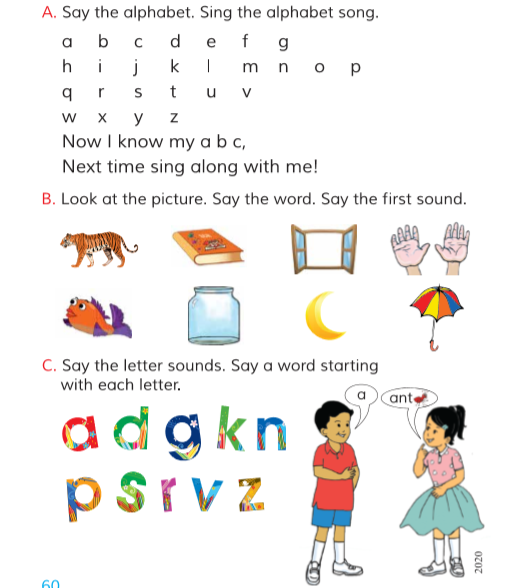 A. Say the alphabet. Sing the alphabet song.
a b c d e f g
h i j k l m n o p
q r s t u v
w x y z
Now I know my a b c,
Next time sing along with me!
B. Look at the picture. Say the word. Say the first sound.
C. Say the letter sounds. Say a word starting
with each letter.
a ant
a d g k n
p s r v z
2020
60